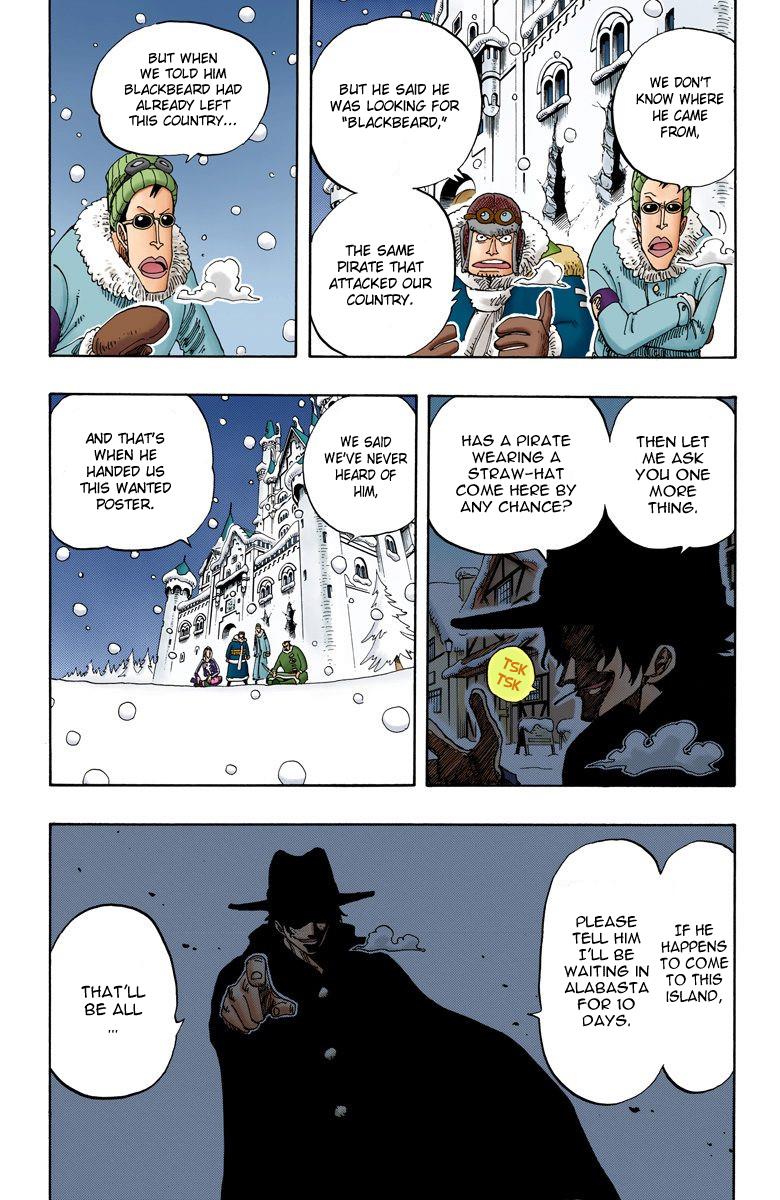 WE DON'T
KNOW WHERE
HE CAME
FROM,
BUT HE SAID HE
WAS LOOKING FOR
"BLACKBEARD,"
THE SAME
PIRATE THAT
ATTACKED OUR
COUNTRY.
BUT WHEN
WE TOLD HIM
BLACKBEARD HAD
ALREADY LEFT
THIS COUNTRY...
THEN LET
ME ASK
YOU ONE
MORE
THING.
HAS A PIRATE
WEARING A
STRAW-HAT
COME HERE BY
ANY CHANCE?
TSK
TSK
WE SAID
WE'VE NEVER
HEARD OF
HIM,
AND THAT'S
WHEN HE
HANDED US
THIS WANTED
POSTER.
IF HE
HAPPENS
TO COME
TO THIS
ISLAND,
PLEASE
TELL HIM
I'LL BE
WAITING IN
ALABASTA
FOR 10
DAYS.
THAT'LL
BE ALL
...